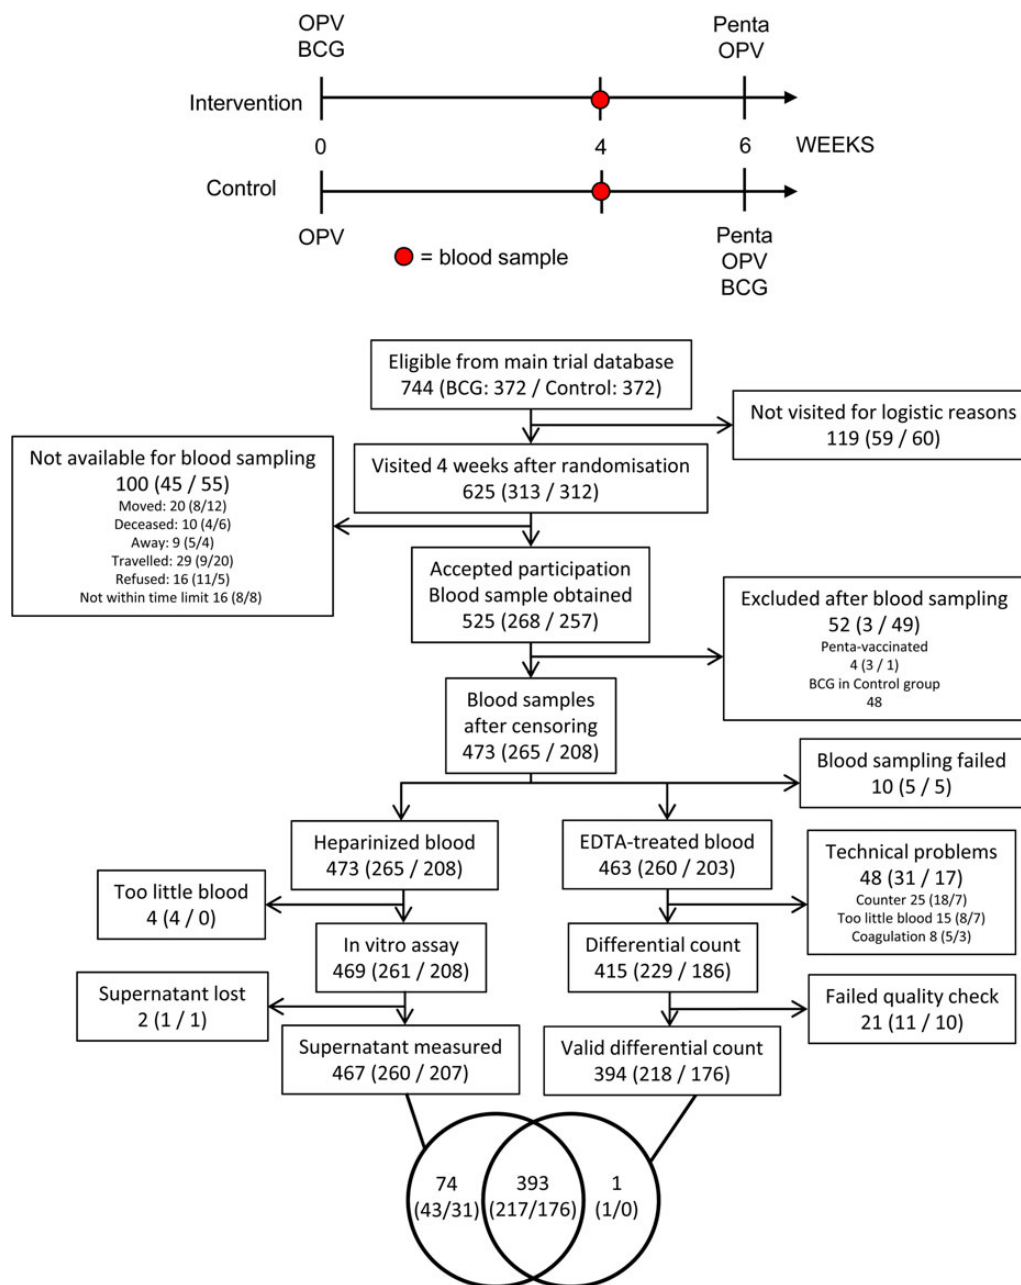 OPV
BCG
Penta
OPV
Intervention
0
4
6
WEEKS
Control
OPV
Penta
OPV
BCG
= blood sample
Eligible from main trial database
744 (BCG: 372 / Control: 372)
Not visited for logistic reasons
119 (59 / 60)
Visited 4 weeks after randomisation
625 (313 / 312)
Not available for blood sampling
100 (45 / 55)
Moved: 20 (8/12)
Deceased: 10 (4/6)
Away: 9 (5/4)
Travelled: 29 (9/20)
Refused: 16 (11/5)
Not within time limit 16 (8/8)
Accepted participation
Blood sample obtained
525 (268 / 257)
Excluded after blood sampling
52 (3 / 49)
Penta-vaccinated
4 (3 / 1)
BCG in Control group
48
Blood samples
after censoring
473 (265 / 208)
Blood sampling failed
10 (5 / 5)
Heparinized blood
473 (265 / 208)
EDTA-treated blood
463 (260 / 203)
Too little blood
4 (4 / 0)
Technical problems
48 (31 / 17)
Counter 25 (18/7)
Too little blood 15 (8/7)
Coagulation 8 (5/3)
In vitro assay
469 (261 / 208)
Differential count
415 (229 / 186)
Supernatant lost
2 (1 / 1)
Failed quality check
21 (11 / 10)
Supernatant measured
467 (260 / 207)
Valid differential count
394 (218 / 176)
74
(43/31)
393
(217/176)
1
(1/0)